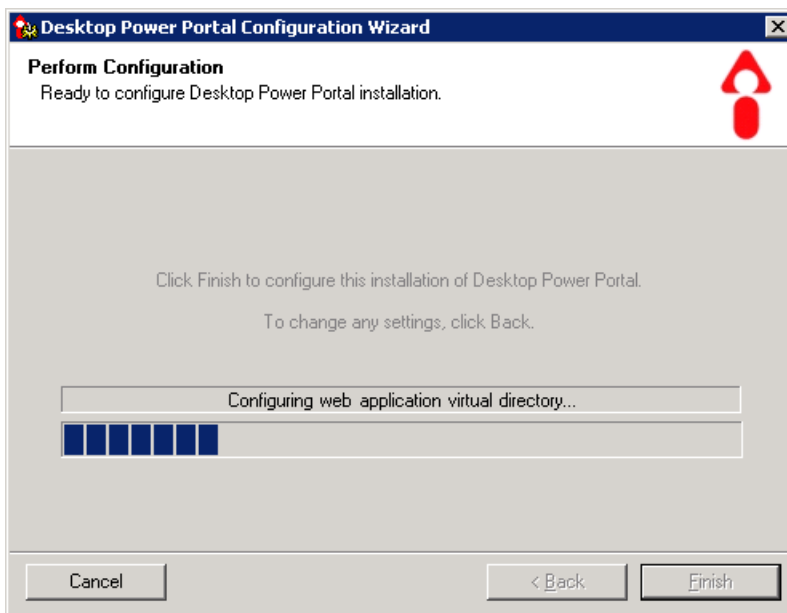 Desktop Power Portal Configuration Wizard
Perform Configuration
Ready to configure Desktop Power Portal installation.
Click Finish to configure this installation of Desktop Power Portal.
To change any settings, click Back.
Configuring web application virtual directory...
Cancel
< Back
Finish